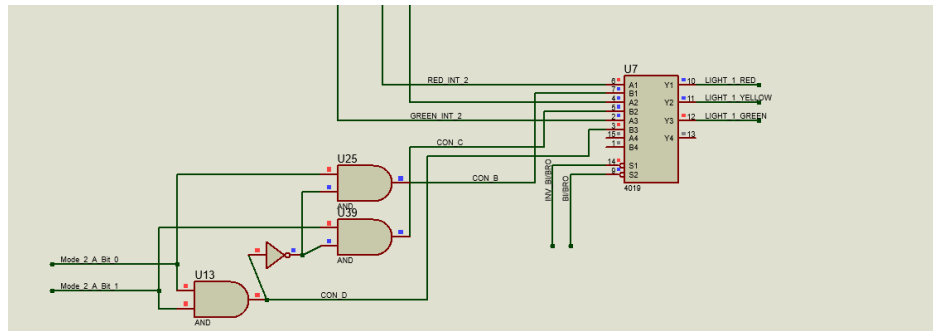 U7
RED_INT_2
6 A1 Y1 10 LIGHT_1_RED
7 B1
4 A2 Y2 11 LIGHT_1_YELLOW
5 B2
GREEN_INT_2
2 A3 Y3 12 LIGHT_1_GREEN
3 B3
15 A4 Y4 13
1 B4
CON_C
U25
14 S1
9 S2
CON_B
INV_BI/BRO
BI/BRO
4019
AND
U39
AND
Mode_2_A_Bit_0
U13
Mode_2_A_Bit_1
CON_D
AND